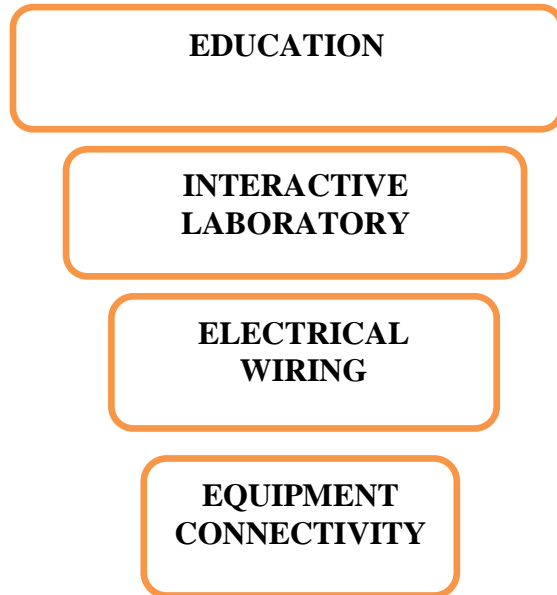 EDUCATION
INTERACTIVE
LABORATORY
ELECTRICAL
WIRING
EQUIPMENT
CONNECTIVITY